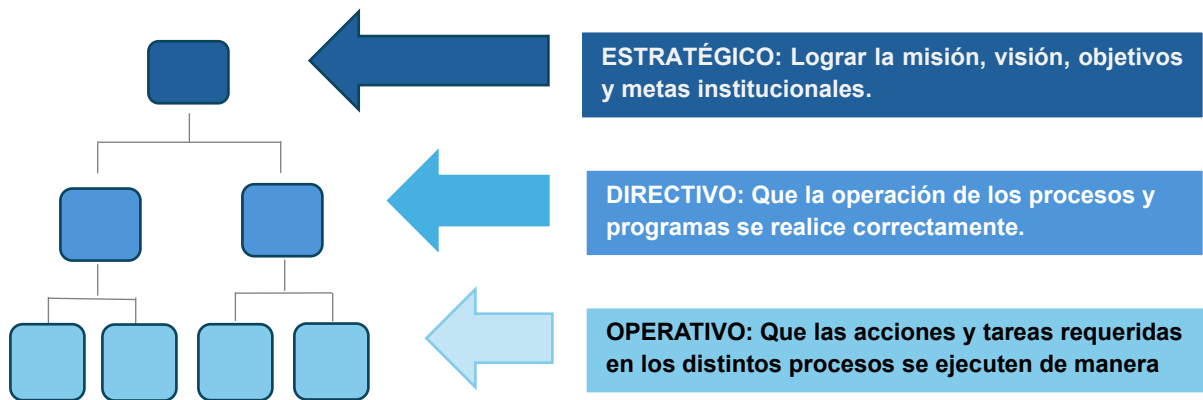 ESTRATÉGICO: Lograr la misión, visión, objetivos
y metas institucionales.
DIRECTIVO: Que la operación de los procesos y
programas se realice correctamente.
OPERATIVO: Que las acciones y tareas requeridas
en los distintos procesos se ejecuten de manera